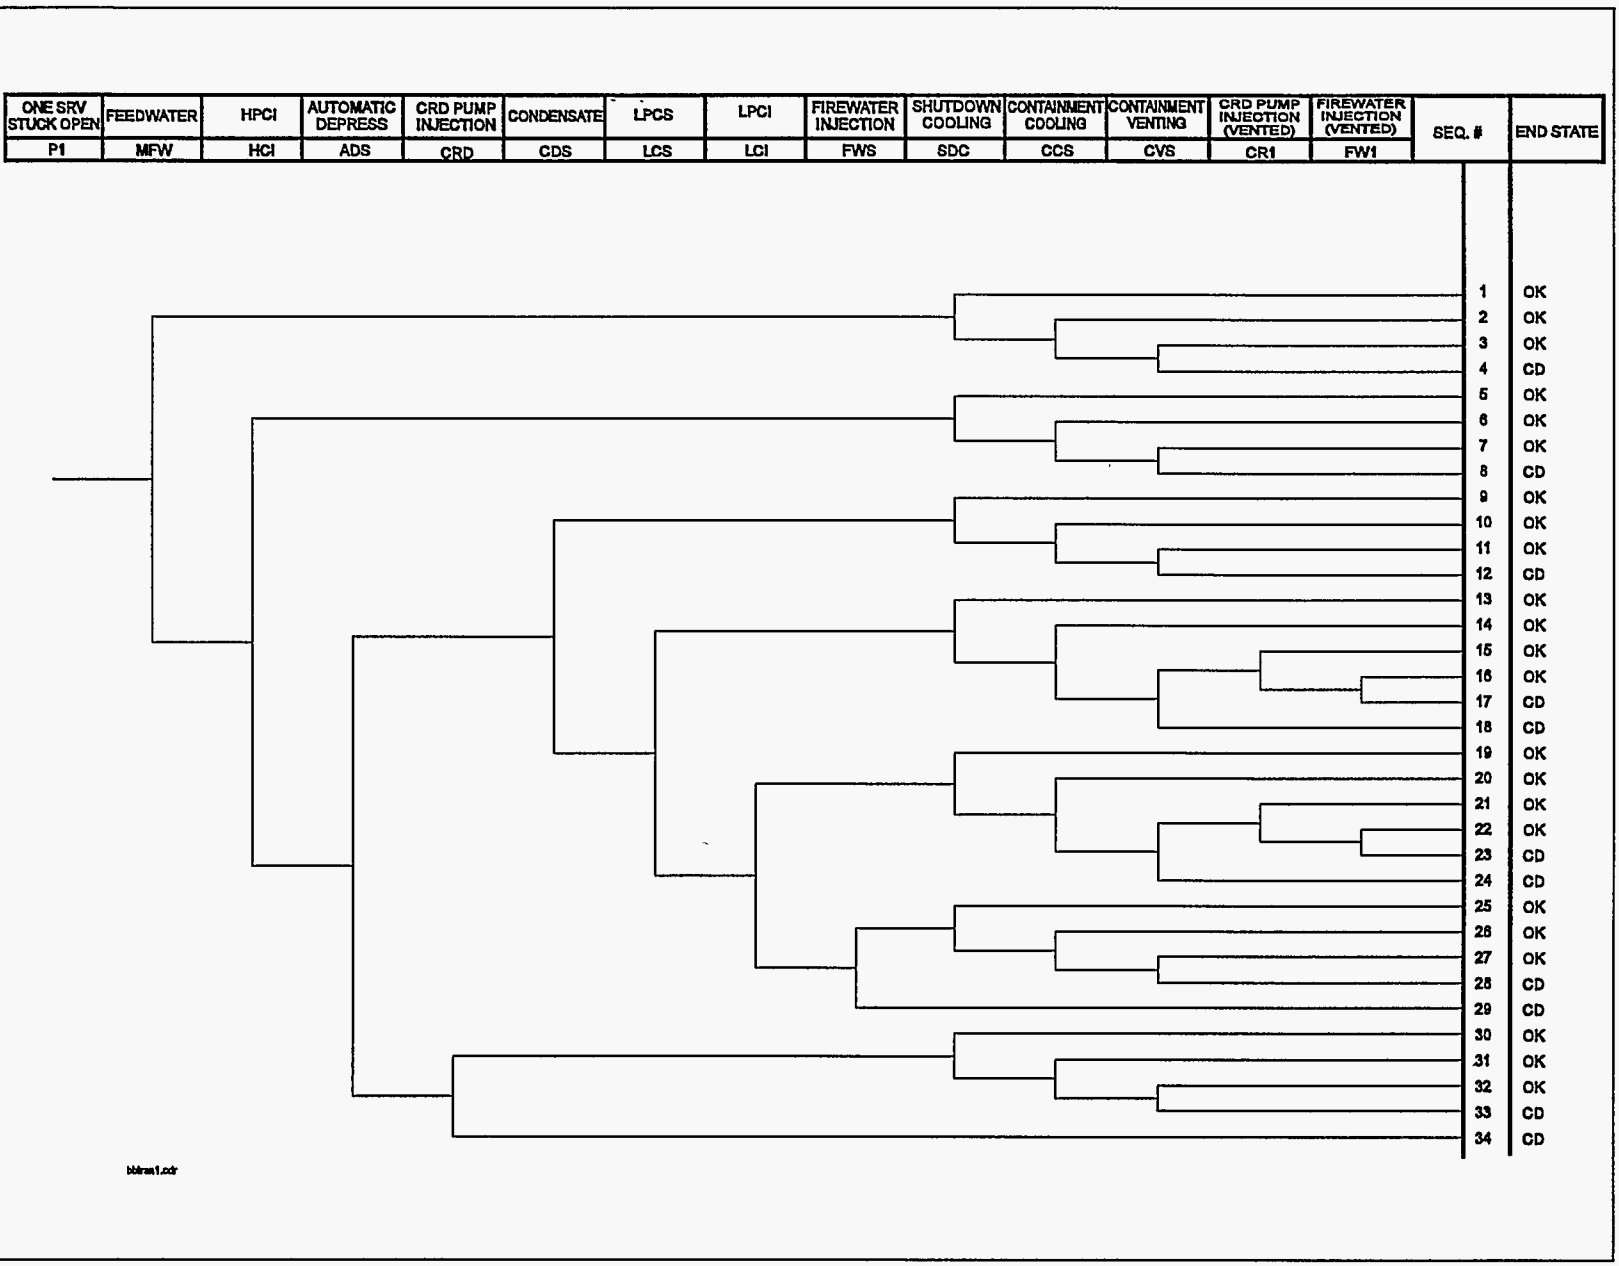 ONE SRV STUCK OPEN FEEDWATER HPCI AUTOMATIC DEPRESS CRD PUMP INJECTION CONDENSATE LPCS LPCI FIREWATER INJECTION SHUTDOWN COOLING CONTAINMENT COOLING CONTAINMENT VENTING CRD PUMP INJECTION (VENTED) FIREWATER INJECTION (VENTED) SEQ. # END STATE
P1 MFW HCI ADS CRD CDS LCS LCI FWS SDC CCS CVS CR1 FW1
1 OK
2 OK
3 OK
4 CD
5 OK
6 OK
7 OK
8 CD
9 OK
10 OK
11 OK
12 CD
13 OK
14 OK
15 OK
16 OK
17 CD
18 CD
19 OK
20 OK
21 OK
22 OK
23 CD
24 CD
25 OK
26 OK
27 OK
28 CD
29 CD
30 OK
31 OK
32 OK
33 CD
34 CD